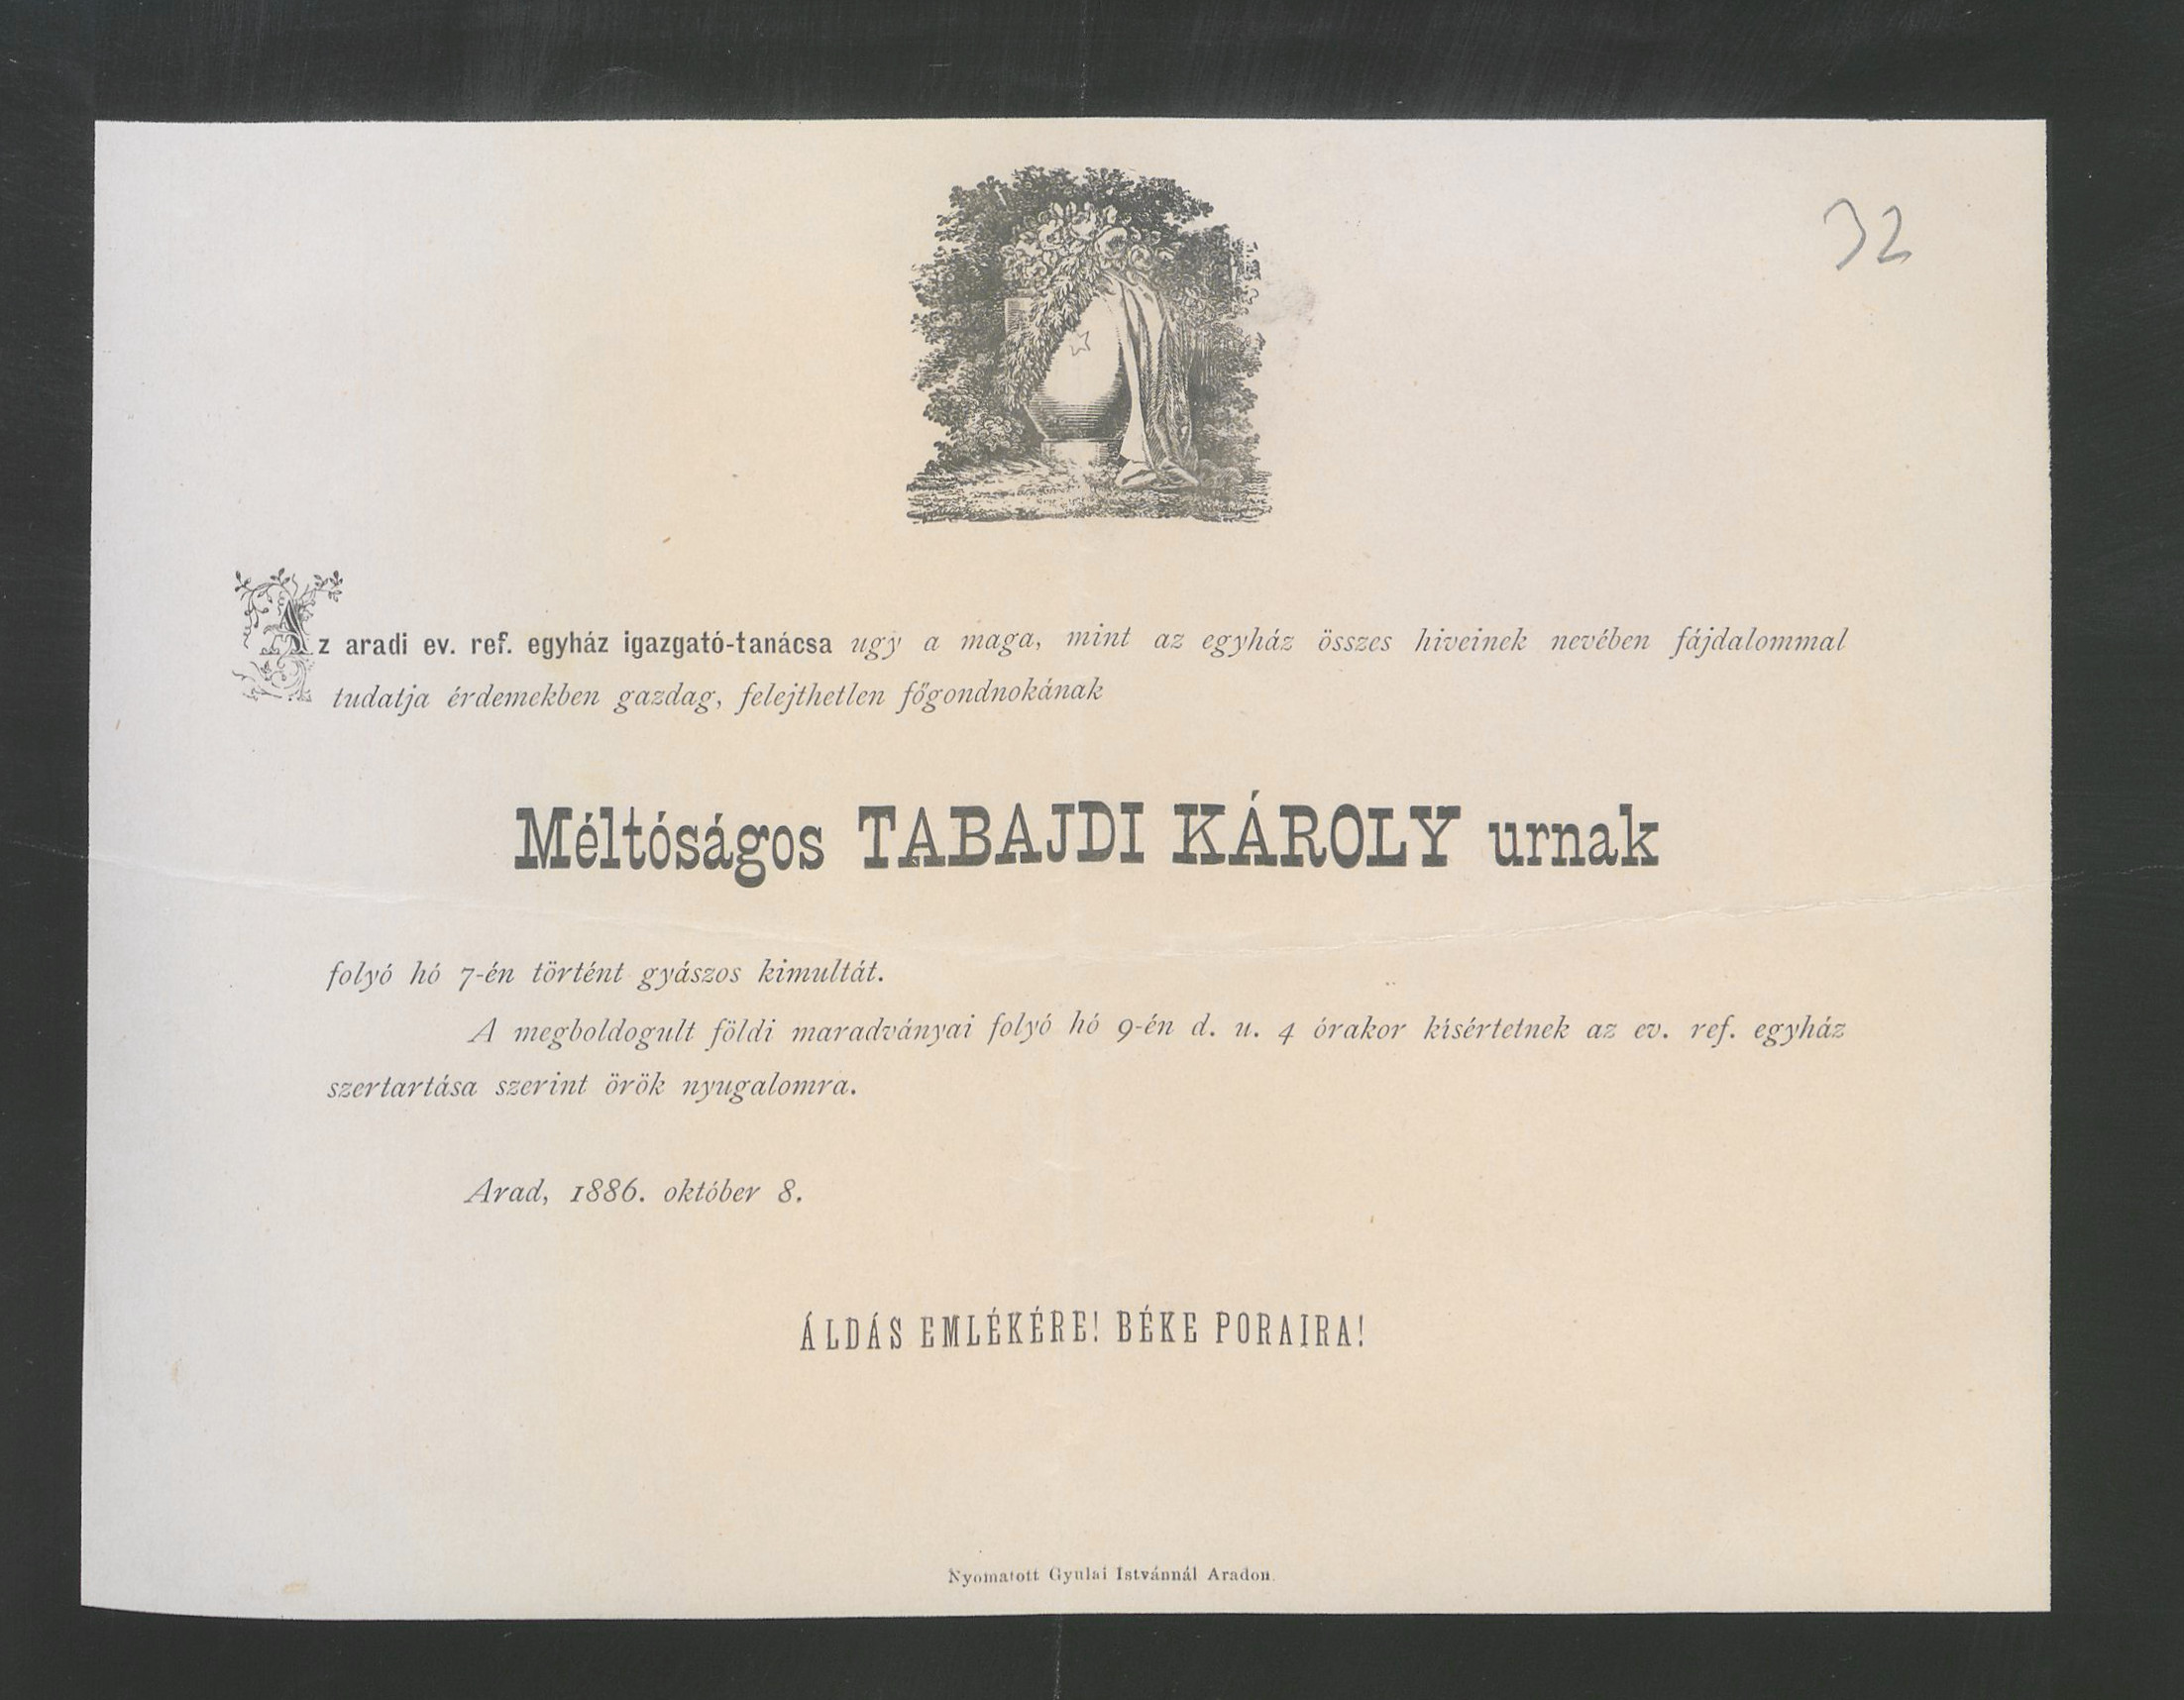 32
Az aradi ev. ref. egyház igazgató-tanácsa ugy a maga, mint az egyház összes hiveinek nevében fájdalommal
tudatja érdemekben gazdag, felejthetlen főgondnokának
Méltóságos TABAJDI KÁROLY urnak
folyó hó 7-én történt gyászos kimultát.
A megboldogult földi maradványai folyó hó 9-én d. u. 4 órakor kisértetnek az ev. ref. egyház
szertartása szerint örök nyugalomra.
Arad, 1886. október 8.
ÁLDÁS EMLÉKÉRE! BÉKE PORAIRA!
Nyomatott Gyulai Istvánnál Aradon.